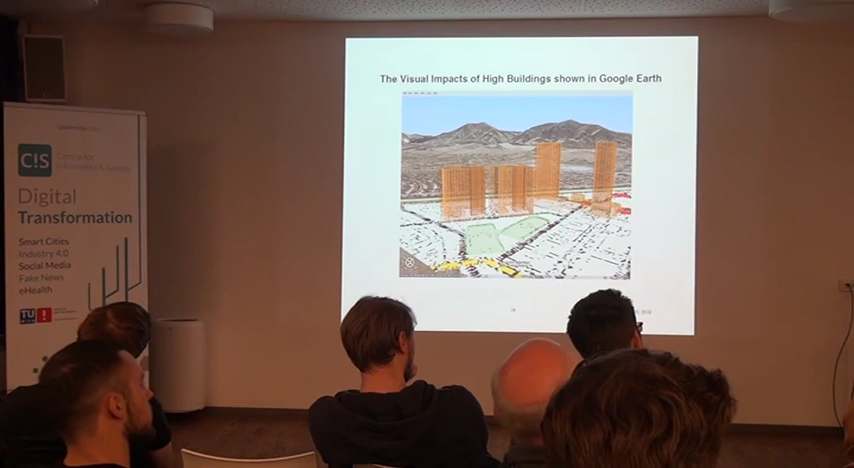 The Visual Impacts of High Buildings shown in Google Earth
C!S
Centre for
Informatics & Society
Digital
Transformation
Smart Cities
Industry 4.0
Social Media
Fake News
eHealth
TU